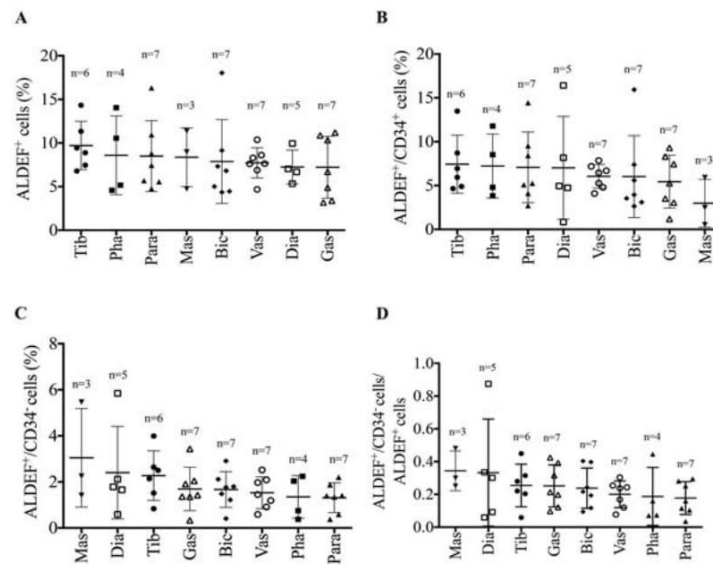 A
ALDEF+ cells (%)
20
15
10
5
0
n=6
n=4
n=7
n=3
n=7
n=7
n=5
n=7
Tib
Pha
Para
Mas
Bic
Vas
Dia
Gas
B
ALDEF+/CD34+ cells (%)
20
15
10
5
0
n=6
n=4
n=7
n=5
n=7
n=7
n=7
n=3
Tib
Pha
Para
Dia
Vas
Bic
Gas
Mas
C
ALDEF+/CD34- cells (%)
8
6
4
2
0
n=3
n=5
n=6
n=7
n=7
n=7
n=4
n=7
Mas
Dia
Tib
Gas
Bic
Vas
Pha
Para
D
ALDEF+/CD34- cells/
ALDEF+ cells
1.0
0.8
0.6
0.4
0.2
0.0
n=3
n=5
n=6
n=7
n=7
n=7
n=4
n=7
Mas
Dia
Tib
Gas
Bic
Vas
Pha
Para